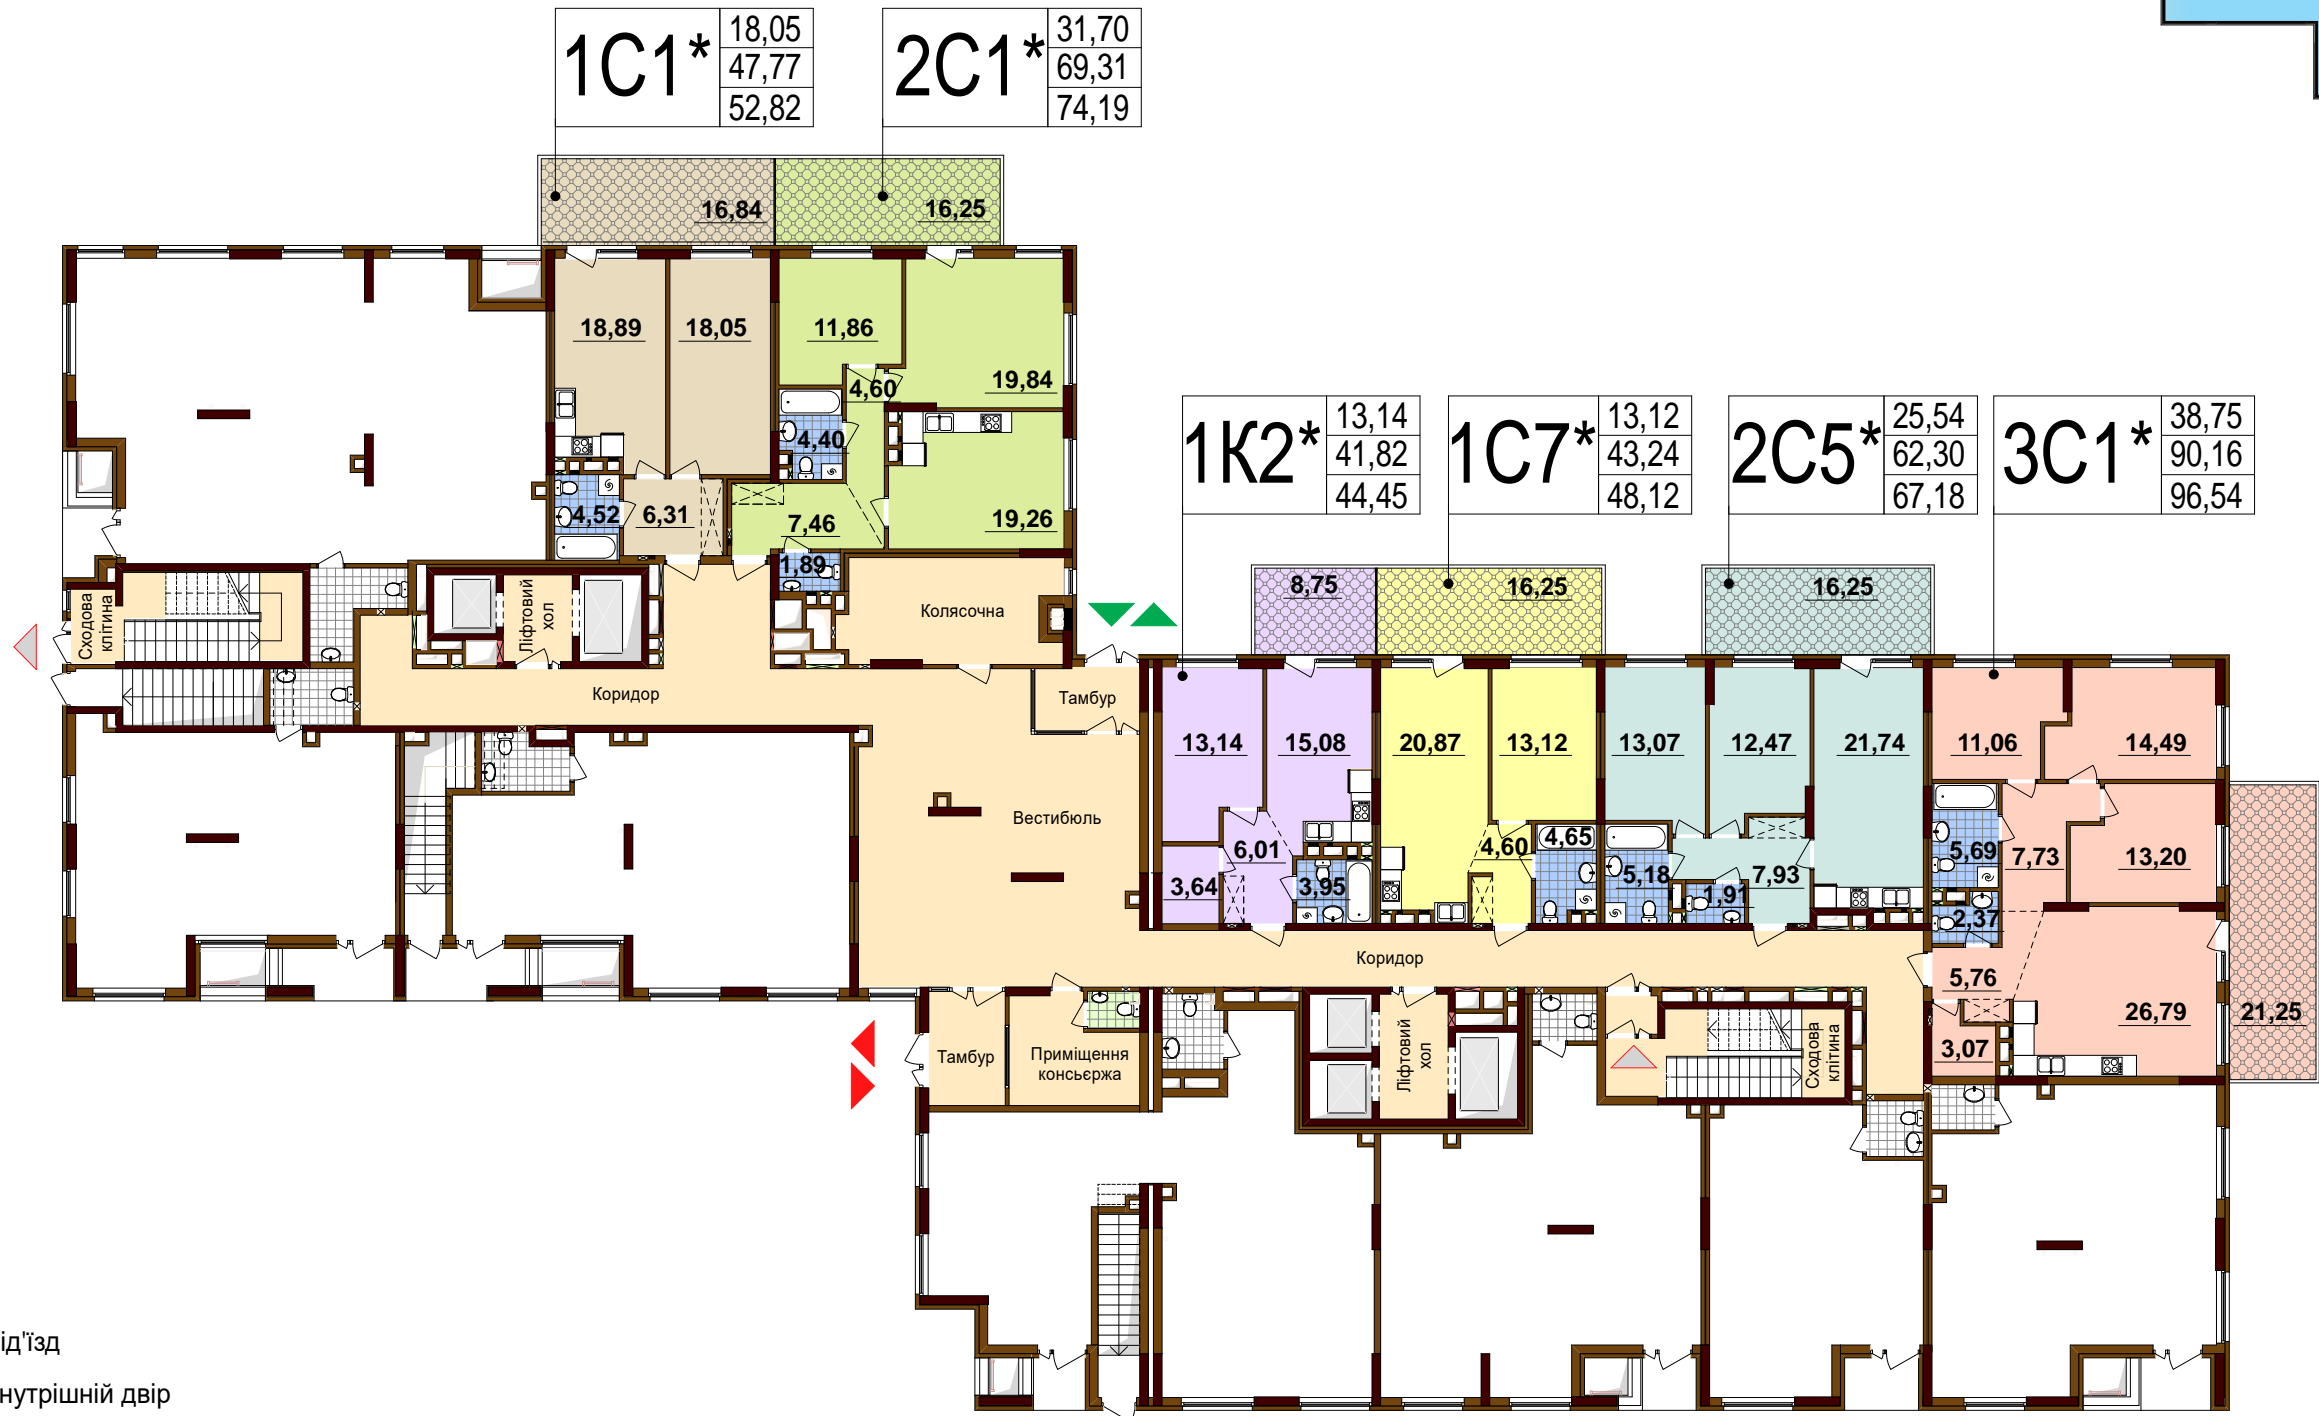 1С1*
18,05
47,77
52,82
2С1*
31,70
69,31
74,19
16,84
16,25
18,89
18,05
11,86
19,84
4,60
4,40
4,52
6,31
7,46
19,26
1,89
1К2*
13,14
41,82
44,45
1С7*
13,12
43,24
48,12
2С5*
25,54
62,30
67,18
3С1*
38,75
90,16
96,54
Сходова
клітина
Ліфтовий
хол
Колясочна
8,75
16,25
16,25
Коридор
Тамбур
13,14
15,08
20,87
13,12
13,07
12,47
21,74
11,06
14,49
Вестибюль
6,01
3,64
3,95
4,60
4,65
5,18
1,91
7,93
5,69
7,73
13,20
2,37
Коридор
5,76
26,79
21,25
3,07
Тамбур
Приміщення
консьєржа
Ліфтовий
хол
Сходова
клітина
ід'їзд
нутрішній двір